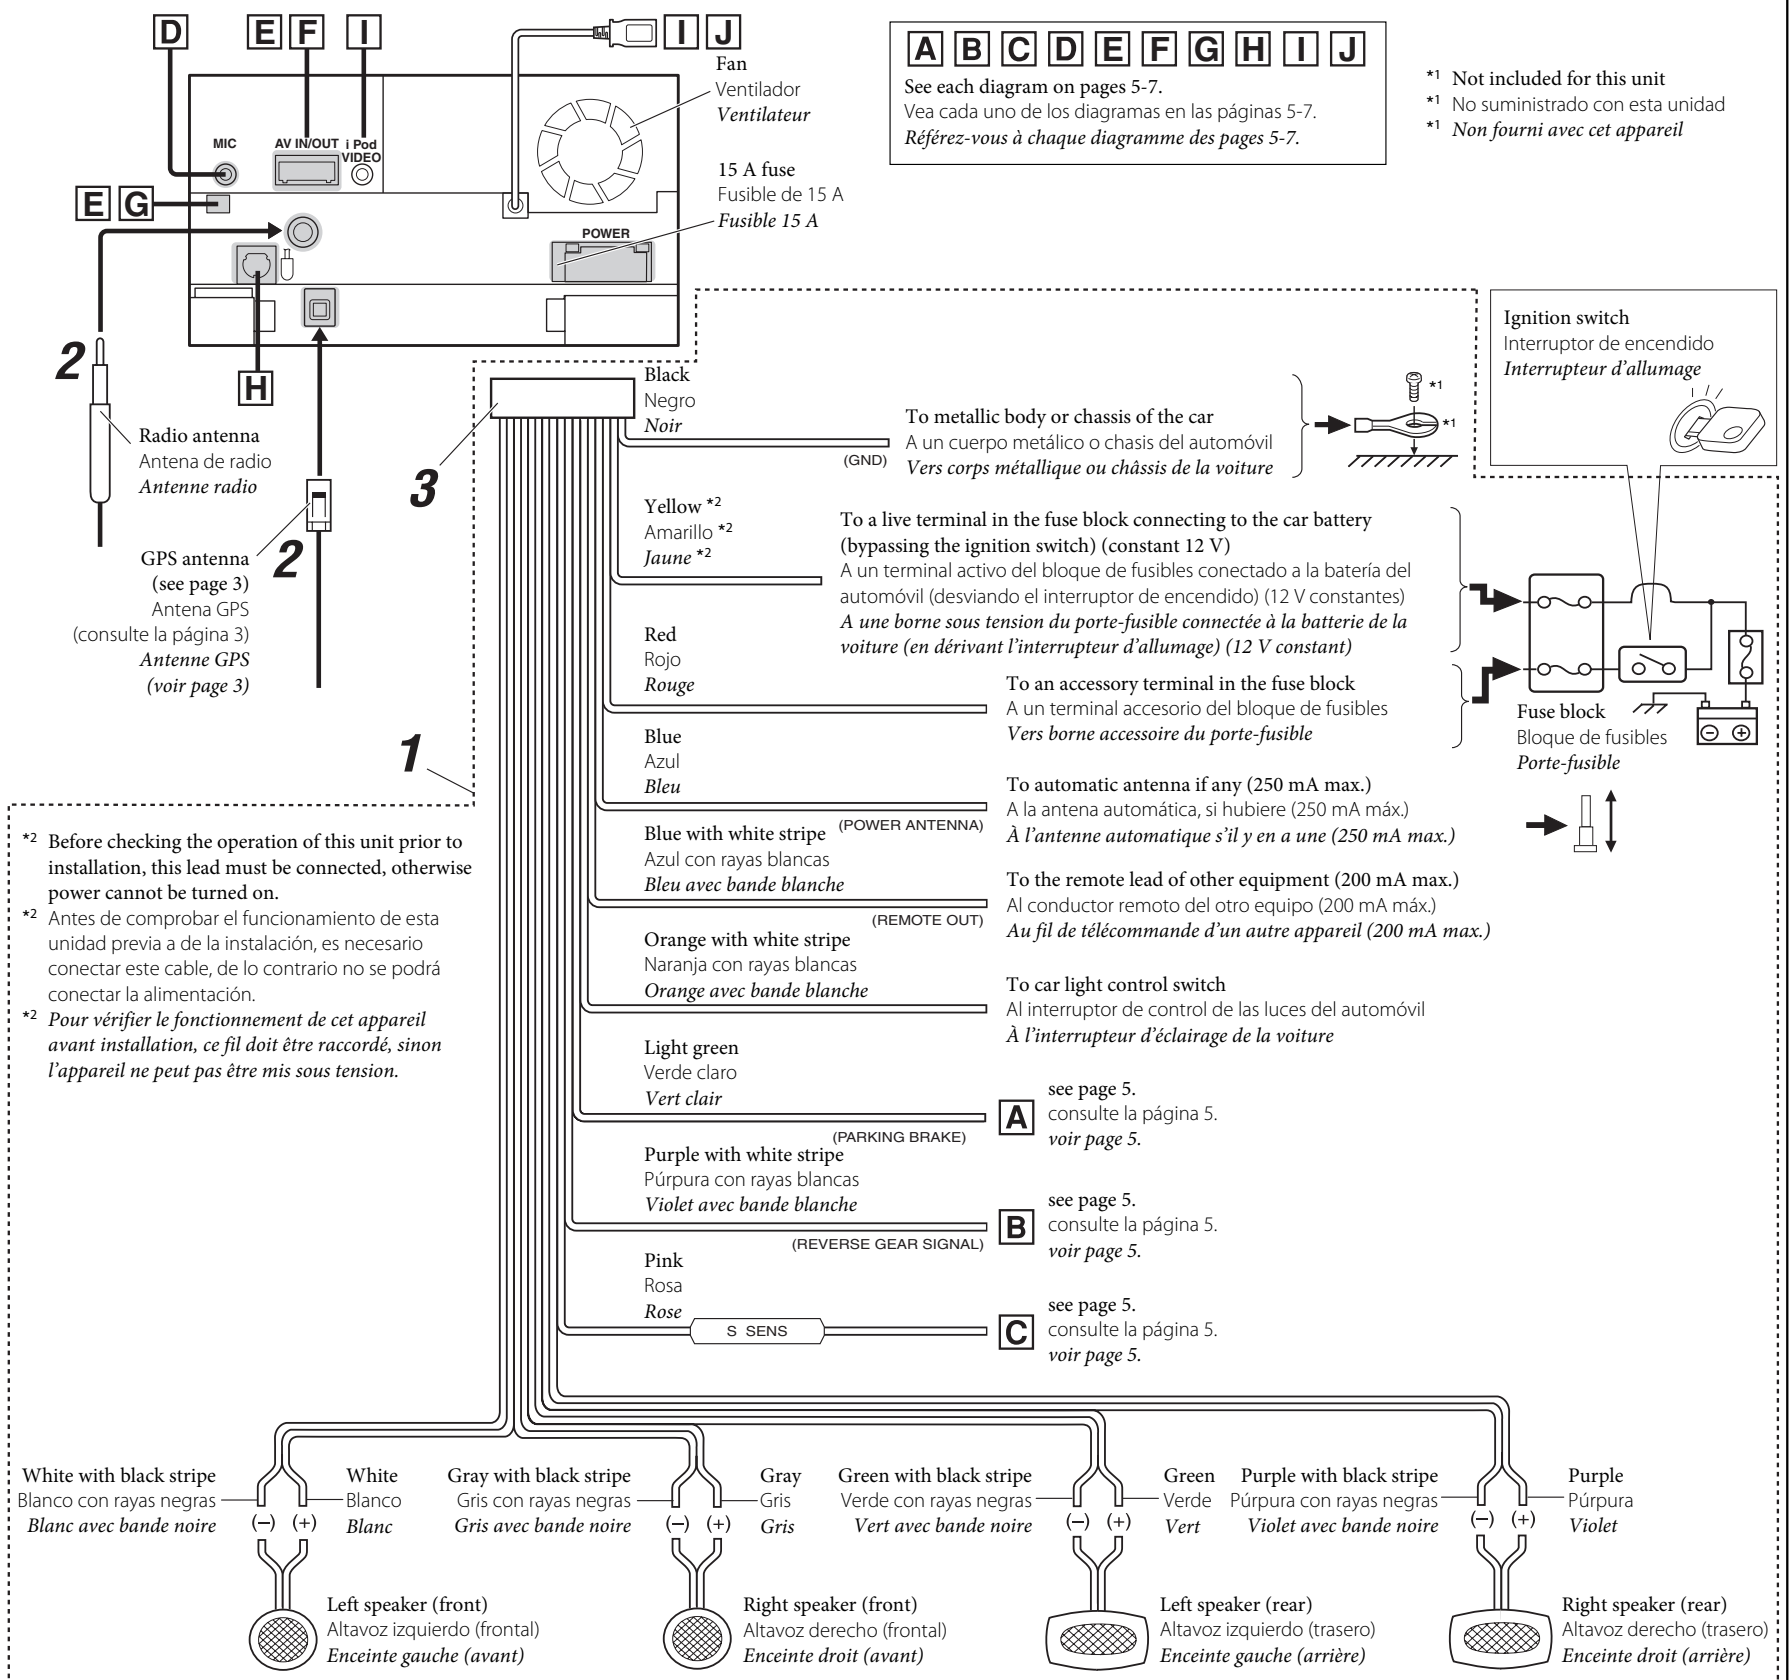 D E F I I J
A B C D E F G H I J
See each diagram on pages 5-7.
Vea cada uno de los diagramas en las páginas 5-7.
Référez-vous à chaque diagramme des pages 5-7.
*1 Not included for this unit
*1 No suministrado con esta unidad
*1 Non fourni avec cet appareil
Fan
Ventilador
Ventilateur
MIC
AV IN/OUT
i Pod
VIDEO
15 A fuse
Fusible de 15 A
Fusible 15 A
E G
POWER
H
2
Radio antenna
Antena de radio
Antenne radio
2
GPS antenna
(see page 3)
Antena GPS
(consulte la página 3)
Antenne GPS
(voir page 3)
Ignition switch
Interruptor de encendido
Interrupteur d'allumage
3
Black
Negro
Noir
(GND)
To metallic body or chassis of the car
A un cuerpo metálico o chasis del automóvil
Vers corps métallique ou châssis de la voiture
*1
*1
Yellow *2
Amarillo *2
Jaune *2
To a live terminal in the fuse block connecting to the car battery
(bypassing the ignition switch) (constant 12 V)
A un terminal activo del bloque de fusibles conectado a la batería del
automóvil (desviando el interruptor de encendido) (12 V constantes)
A une borne sous tension du porte-fusible connectée à la batterie de la
voiture (en dérivant l'interrupteur d'allumage) (12 V constant)
Red
Rojo
Rouge
To an accessory terminal in the fuse block
A un terminal accesorio del bloque de fusibles
Vers borne accessoire du porte-fusible
Fuse block
Bloque de fusibles
Porte-fusible
1
Blue
Azul
Bleu
(POWER ANTENNA)
To automatic antenna if any (250 mA max.)
A la antena automática, si hubiere (250 mA máx.)
À l'antenne automatique s'il y en a une (250 mA max.)
Blue with white stripe
Azul con rayas blancas
Bleu avec bande blanche
(REMOTE OUT)
To the remote lead of other equipment (200 mA max.)
Al conductor remoto del otro equipo (200 mA máx.)
Au fil de télécommande d'un autre appareil (200 mA max.)
*2 Before checking the operation of this unit prior to
installation, this lead must be connected, otherwise
power cannot be turned on.
*2 Antes de comprobar el funcionamiento de esta
unidad previa a de la instalación, es necesario
conectar este cable, de lo contrario no se podrá
conectar la alimentación.
*2 Pour vérifier le fonctionnement de cet appareil
avant installation, ce fil doit être raccordé, sinon
l'appareil ne peut pas être mis sous tension.
Orange with white stripe
Naranja con rayas blancas
Orange avec bande blanche
To car light control switch
Al interruptor de control de las luces del automóvil
À l'interrupteur d'éclairage de la voiture
Light green
Verde claro
Vert clair
(PARKING BRAKE)
A
see page 5.
consulte la página 5.
voir page 5.
Purple with white stripe
Púrpura con rayas blancas
Violet avec bande blanche
(REVERSE GEAR SIGNAL)
B
see page 5.
consulte la página 5.
voir page 5.
Pink
Rosa
Rose
S SENS
C
see page 5.
consulte la página 5.
voir page 5.
White with black stripe
Blanco con rayas negras
Blanc avec bande noire
(−) (+)
White
Blanco
Blanc
Gray with black stripe
Gris con rayas negras
Gris avec bande noire
(−) (+)
Gray
Gris
Gris
Green with black stripe
Verde con rayas negras
Vert avec bande noire
(−) (+)
Green
Verde
Vert
Purple with black stripe
Púrpura con rayas negras
Violet avec bande noire
(−) (+)
Purple
Púrpura
Violet
Left speaker (front)
Altavoz izquierdo (frontal)
Enceinte gauche (avant)
Right speaker (front)
Altavoz derecho (frontal)
Enceinte droit (avant)
Left speaker (rear)
Altavoz izquierdo (trasero)
Enceinte gauche (arrière)
Right speaker (rear)
Altavoz derecho (trasero)
Enceinte droit (arrière)